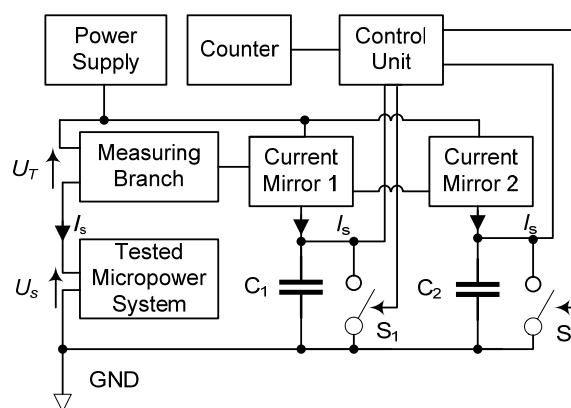 Power
Supply
Counter
Control
Unit
U_T
Measuring
Branch
Current
Mirror 1
Current
Mirror 2
I_s
I_s
I_s
U_s
Tested
Micropower
System
C_1
S_1
C_2
S
GND